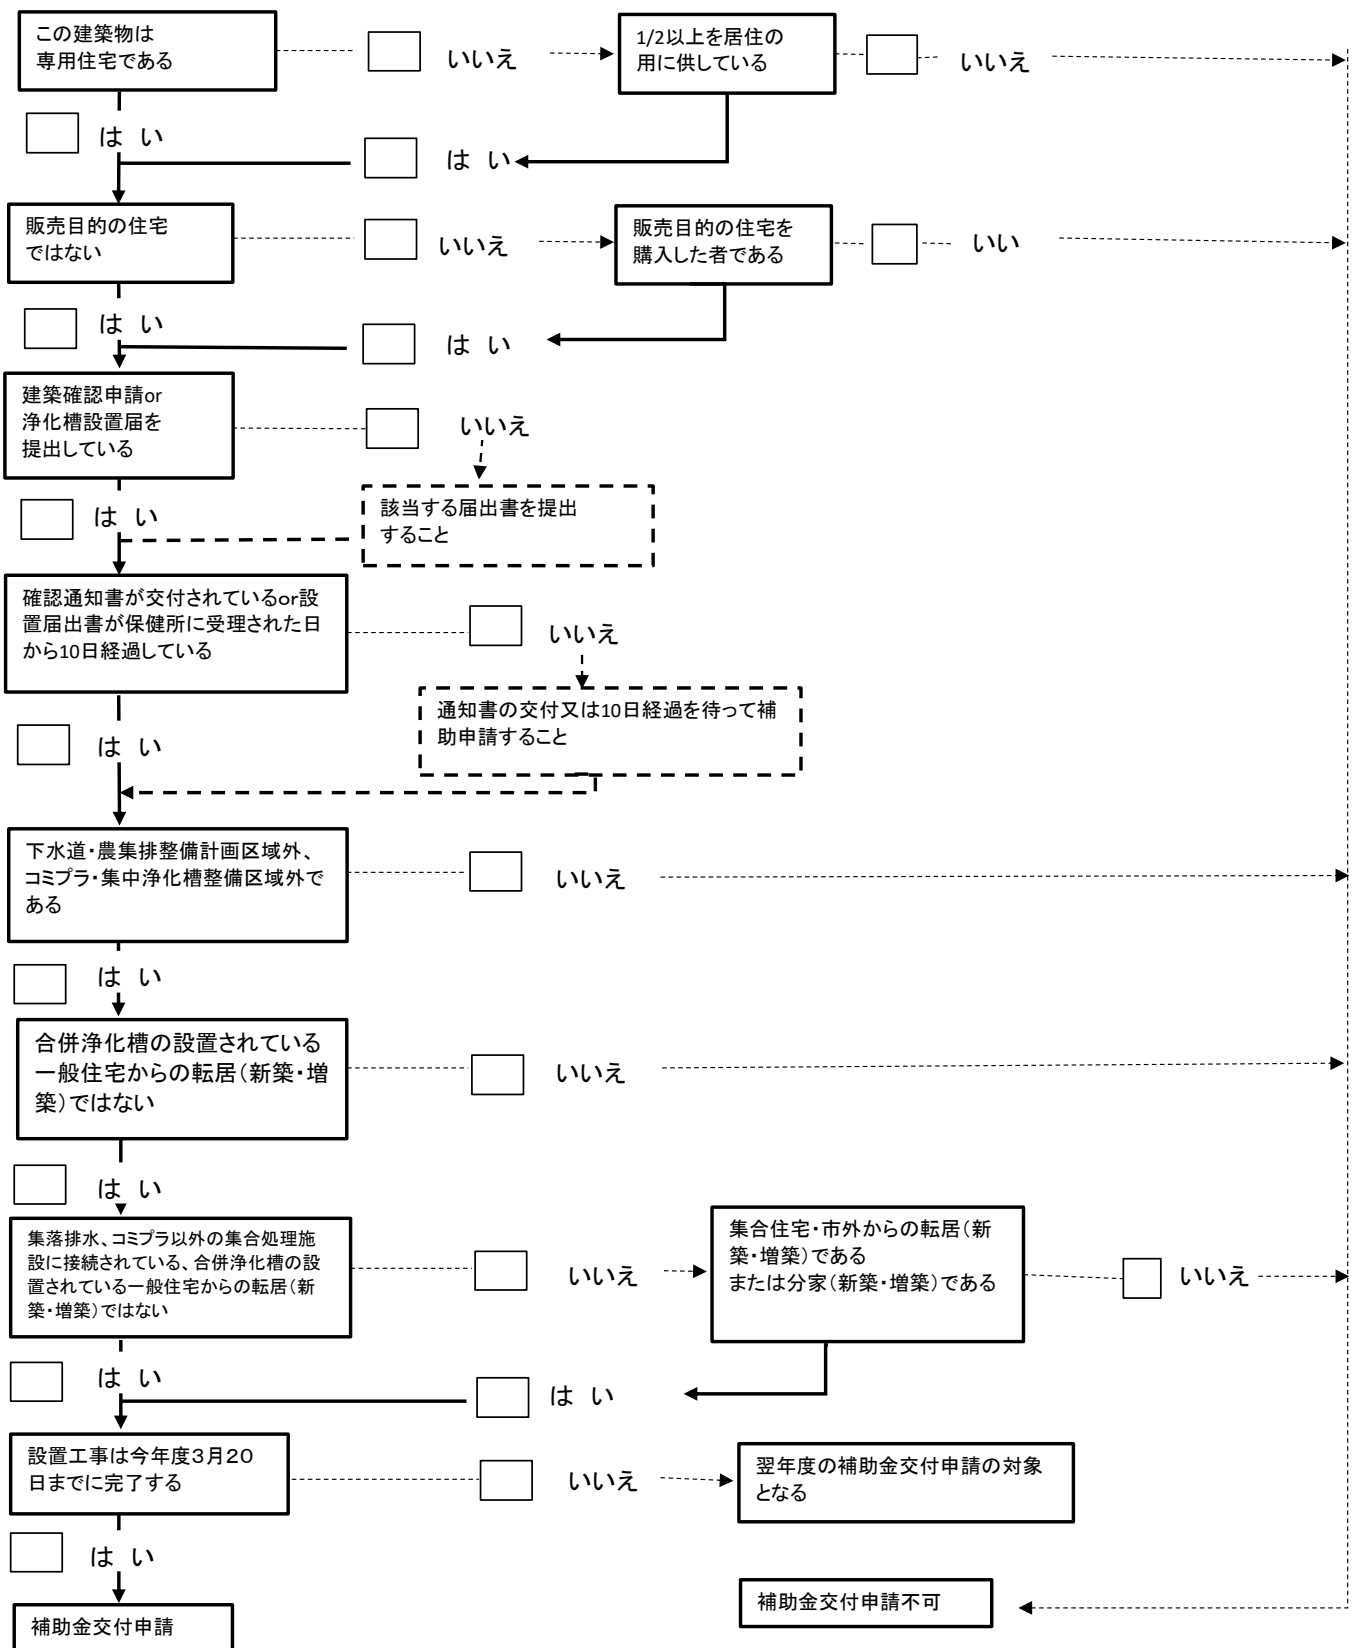 この建築物は
専用住宅である
いいえ
1/2以上を居住の
用に供している
いいえ
は い
は い
販売目的の住宅
ではない
いいえ
販売目的の住宅を
購入した者である
いい
は い
は い
建築確認申請or
浄化槽設置届を
提出している
いいえ
は い
該当する届出書を提出
すること
確認通知書が交付されているor設
置届出書が保健所に受理された日
から10日経過している
いいえ
通知書の交付又は10日経過を待って補
助申請すること
は い
下水道・農集排整備計画区域外、
コミプラ・集中浄化槽整備区域外で
ある
いいえ
は い
合併浄化槽の設置されている
一般住宅からの転居(新築・増
築)ではない
いいえ
は い
集落排水、コミプラ以外の集合処理施
設に接続されている、合併浄化槽の設
置されている一般住宅からの転居(新
築・増築)ではない
いいえ
集合住宅・市外からの転居(新
築・増築)である
または分家(新築・増築)である
いいえ
は い
は い
設置工事は今年度3月20
日までに完了する
いいえ
翌年度の補助金交付申請の対象
となる
は い
補助金交付申請
補助金交付申請不可